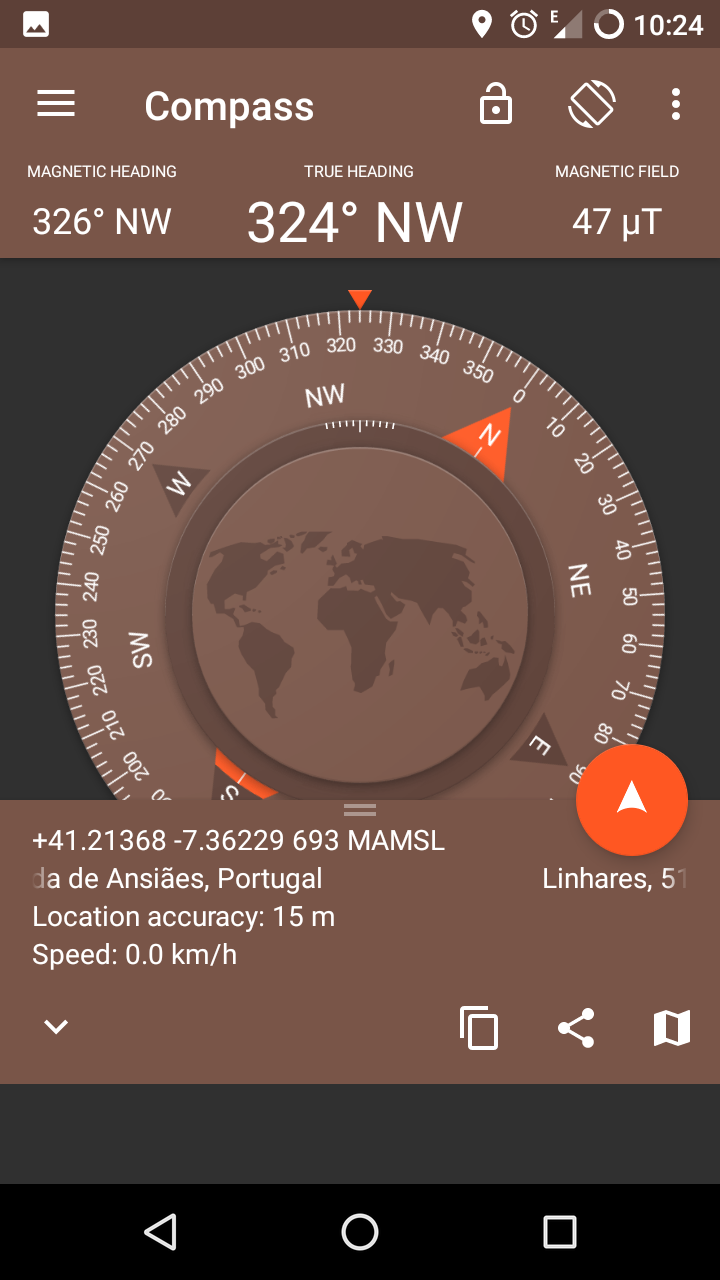 E 10:24
Compass
MAGNETIC HEADING TRUE HEADING MAGNETIC FIELD
326° NW 324° NW 47 µT
320 330
310 340
300 350
290 0
280 10
270 20
260 30
250 40
240 50
230 60
220 70
210 80
200 90
NW
N
W
NE
SW
E
S
+41.21368 -7.36229 693 MAMSL
da de Ansiães, Portugal Linhares, 51
Location accuracy: 15 m
Speed: 0.0 km/h